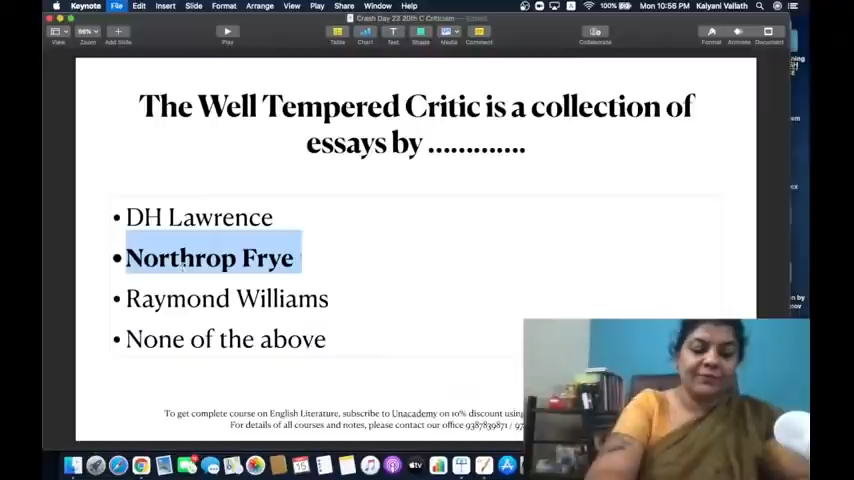 Keynote File Edit Insert Slide Format Arrange View Play Share Window Help 100% Mon 10:56 PM Kalyani Vallath
Crash Day 23 20th C Criticism — Edited
View Zoom Add Slide Play Table Chart Text Shape Media Comment Collaborate Format Animate Document
The Well Tempered Critic is a collection of
essays by .............
• DH Lawrence
• Northrop Frye
• Raymond Williams
• None of the above
To get complete course on English Literature, subscribe to Unacademy on 10% discount using
For details of all courses and notes, please contact our office 9387839871 / 97